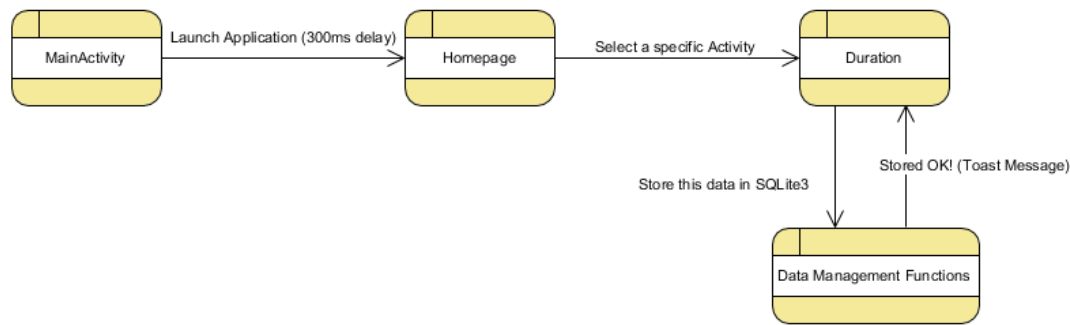 Launch Application (300ms delay)
MainActivity
Homepage
Select a specific Activity
Duration
Store this data in SQLite3
Stored OK! (Toast Message)
Data Management Functions